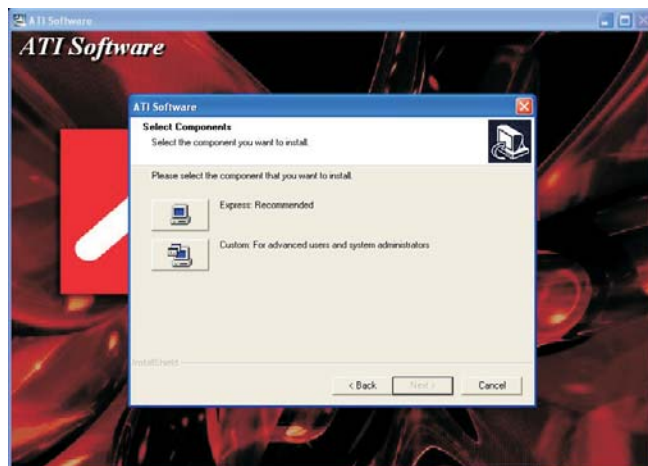 ATI Software
ATI Software
ATI Software
Select Components
Select the component you want to install.
Please select the component that you want to install.
Express: Recommended
Custom: For advanced users and system administrators
InstallShield
< Back
Next >
Cancel